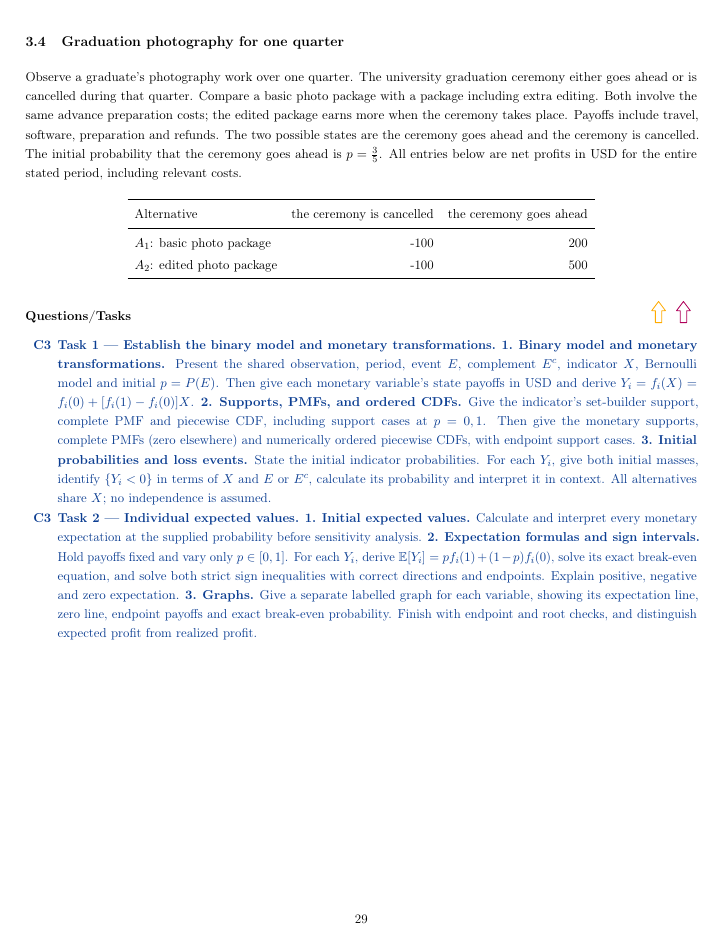 3.4 Graduation photography for one quarter
Observe a graduate's photography work over one quarter. The university graduation ceremony either goes ahead or is
cancelled during that quarter. Compare a basic photo package with a package including extra editing. Both involve the
same advance preparation costs; the edited package earns more when the ceremony takes place. Payoffs include travel,
software, preparation and refunds. The two possible states are the ceremony goes ahead and the ceremony is cancelled.
The initial probability that the ceremony goes ahead is p = 3/5. All entries below are net profits in USD for the entire
stated period, including relevant costs.
Alternative the ceremony is cancelled the ceremony goes ahead
A₁: basic photo package -100 200
A₂: edited photo package -100 500
Questions/Tasks
C3 Task 1 — Establish the binary model and monetary transformations. 1. Binary model and monetary
transformations. Present the shared observation, period, event E, complement Eᶜ, indicator X, Bernoulli
model and initial p = P(E). Then give each monetary variable's state payoffs in USD and derive Yᵢ = fᵢ(X) =
fᵢ(0) + [fᵢ(1) − fᵢ(0)]X. 2. Supports, PMFs, and ordered CDFs. Give the indicator's set-builder support,
complete PMF and piecewise CDF, including support cases at p = 0, 1. Then give the monetary supports,
complete PMFs (zero elsewhere) and numerically ordered piecewise CDFs, with endpoint support cases. 3. Initial
probabilities and loss events. State the initial indicator probabilities. For each Yᵢ, give both initial masses,
identify {Yᵢ < 0} in terms of X and E or Eᶜ, calculate its probability and interpret it in context. All alternatives
share X; no independence is assumed.
C3 Task 2 — Individual expected values. 1. Initial expected values. Calculate and interpret every monetary
expectation at the supplied probability before sensitivity analysis. 2. Expectation formulas and sign intervals.
Hold payoffs fixed and vary only p ∈ [0, 1]. For each Yᵢ, derive 𝔼[Yᵢ] = pfᵢ(1) + (1−p)fᵢ(0), solve its exact break-even
equation, and solve both strict sign inequalities with correct directions and endpoints. Explain positive, negative
and zero expectation. 3. Graphs. Give a separate labelled graph for each variable, showing its expectation line,
zero line, endpoint payoffs and exact break-even probability. Finish with endpoint and root checks, and distinguish
expected profit from realized profit.
29